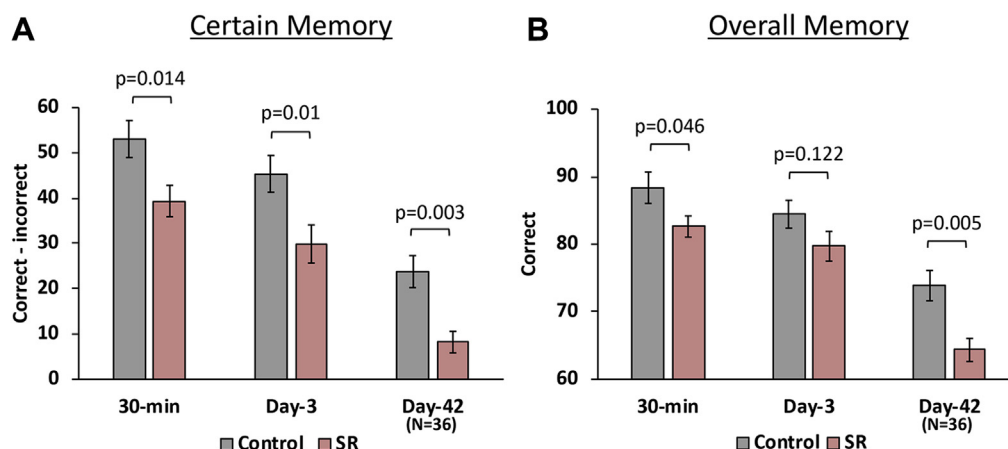 A
Certain Memory
p=0.014
p=0.01
p=0.003
Correct - incorrect
60
50
40
30
20
10
0
30-min
Day-3
Day-42
(N=36)
Control
SR
B
Overall Memory
p=0.046
p=0.122
p=0.005
Correct
100
90
80
70
60
30-min
Day-3
Day-42
(N=36)
Control
SR